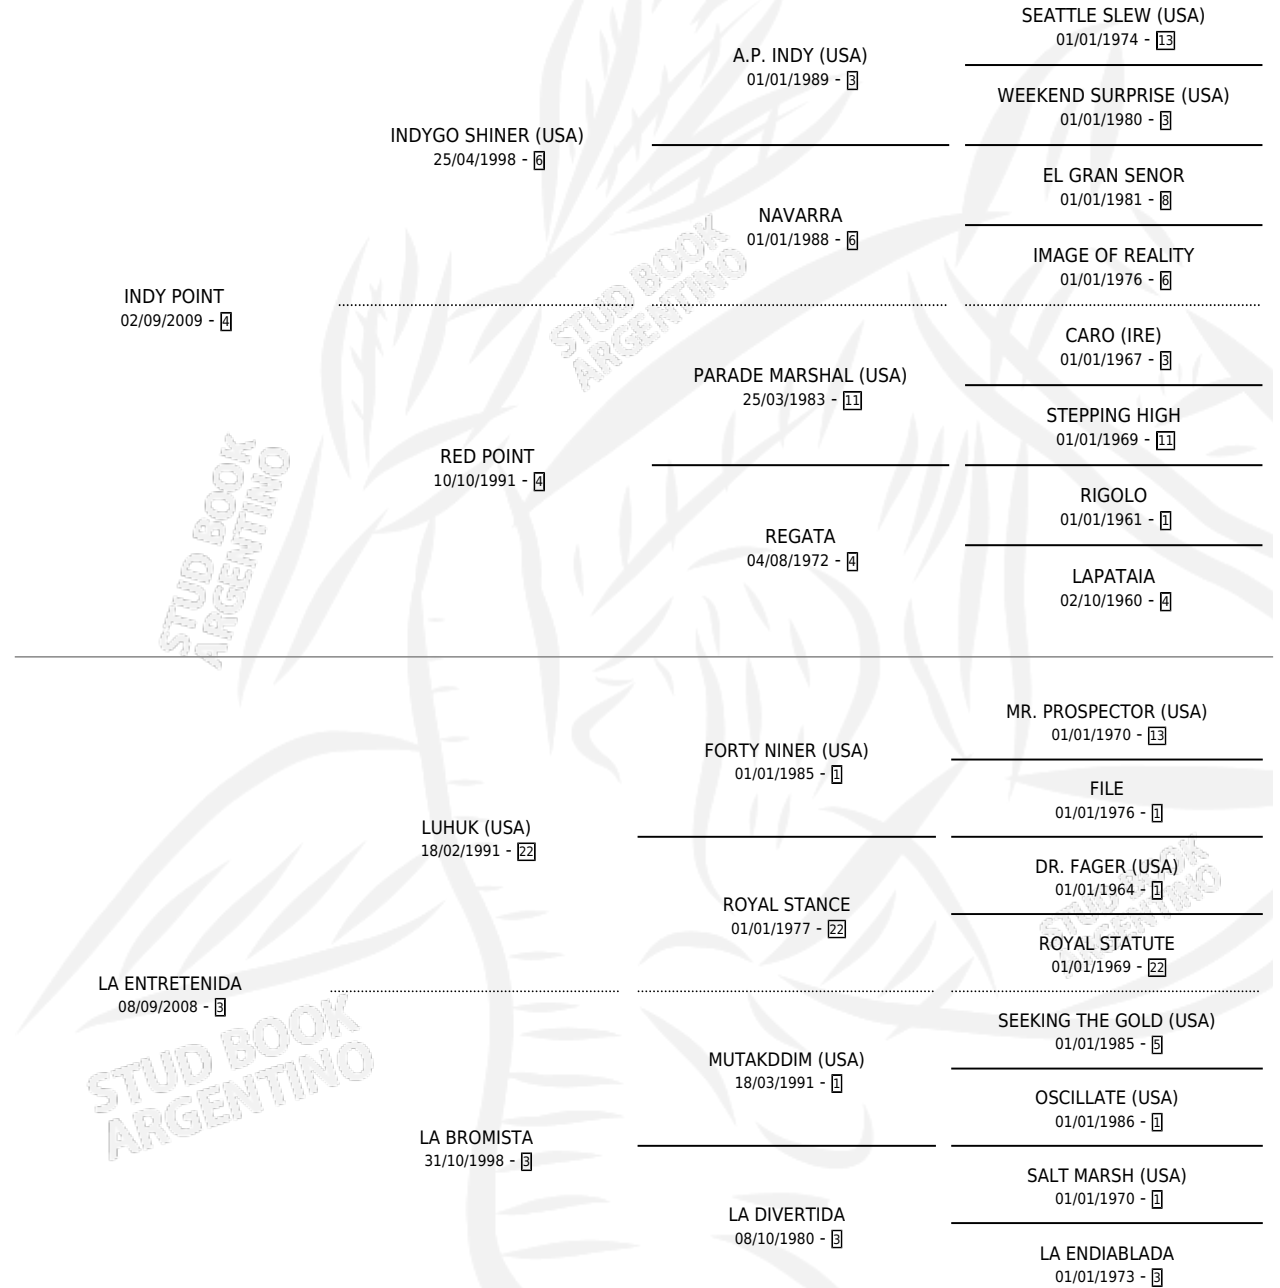 SEATTLE SLEW (USA)
01/01/1974 - 13
A.P. INDY (USA)
01/01/1989 - 3
WEEKEND SURPRISE (USA)
01/01/1980 - 3
INDYGO SHINER (USA)
25/04/1998 - 6
EL GRAN SENOR
01/01/1981 - 8
NAVARRA
01/01/1988 - 6
IMAGE OF REALITY
01/01/1976 - 6
INDY POINT
02/09/2009 - 4
CARO (IRE)
01/01/1967 - 3
PARADE MARSHAL (USA)
25/03/1983 - 11
STEPPING HIGH
01/01/1969 - 11
RED POINT
10/10/1991 - 4
RIGOLO
01/01/1961 - 1
REGATA
04/08/1972 - 4
LAPATAIA
02/10/1960 - 4
MR. PROSPECTOR (USA)
01/01/1970 - 13
FORTY NINER (USA)
01/01/1985 - 1
FILE
01/01/1976 - 1
LUHUK (USA)
18/02/1991 - 22
DR. FAGER (USA)
01/01/1964 - 1
ROYAL STANCE
01/01/1977 - 22
ROYAL STATUTE
01/01/1969 - 22
LA ENTRETENIDA
08/09/2008 - 3
SEEKING THE GOLD (USA)
01/01/1985 - 5
MUTAKDDIM (USA)
18/03/1991 - 1
OSCILLATE (USA)
01/01/1986 - 1
LA BROMISTA
31/10/1998 - 3
SALT MARSH (USA)
01/01/1970 - 1
LA DIVERTIDA
08/10/1980 - 3
LA ENDIABLADA
01/01/1973 - 3
STUD BOOK
ARGENTINO
STUD BOOK
ARGENTINO
STUD BOOK
ARGENTINO
STUD BOOK
ARGENTINO